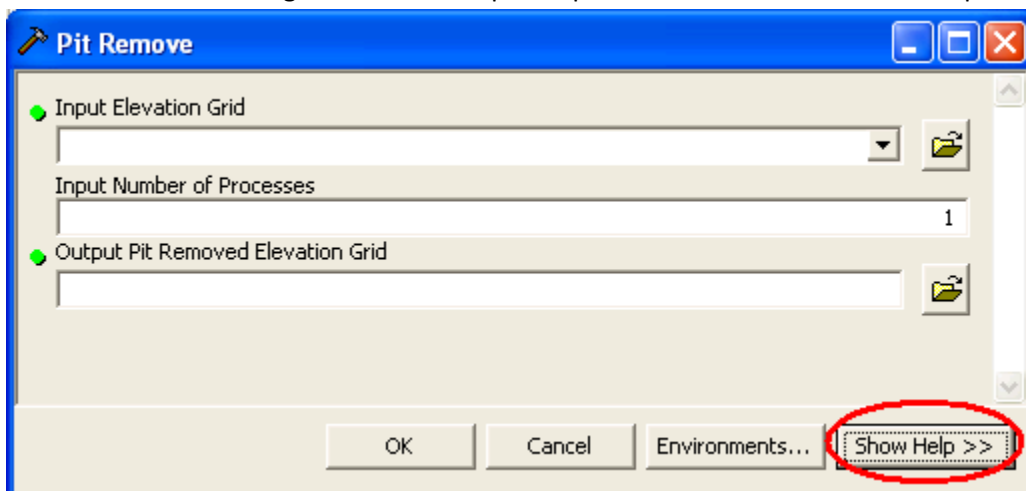 Pit Remove
Input Elevation Grid
Input Number of Processes
1
Output Pit Removed Elevation Grid
OK Cancel Environments... Show Help >>